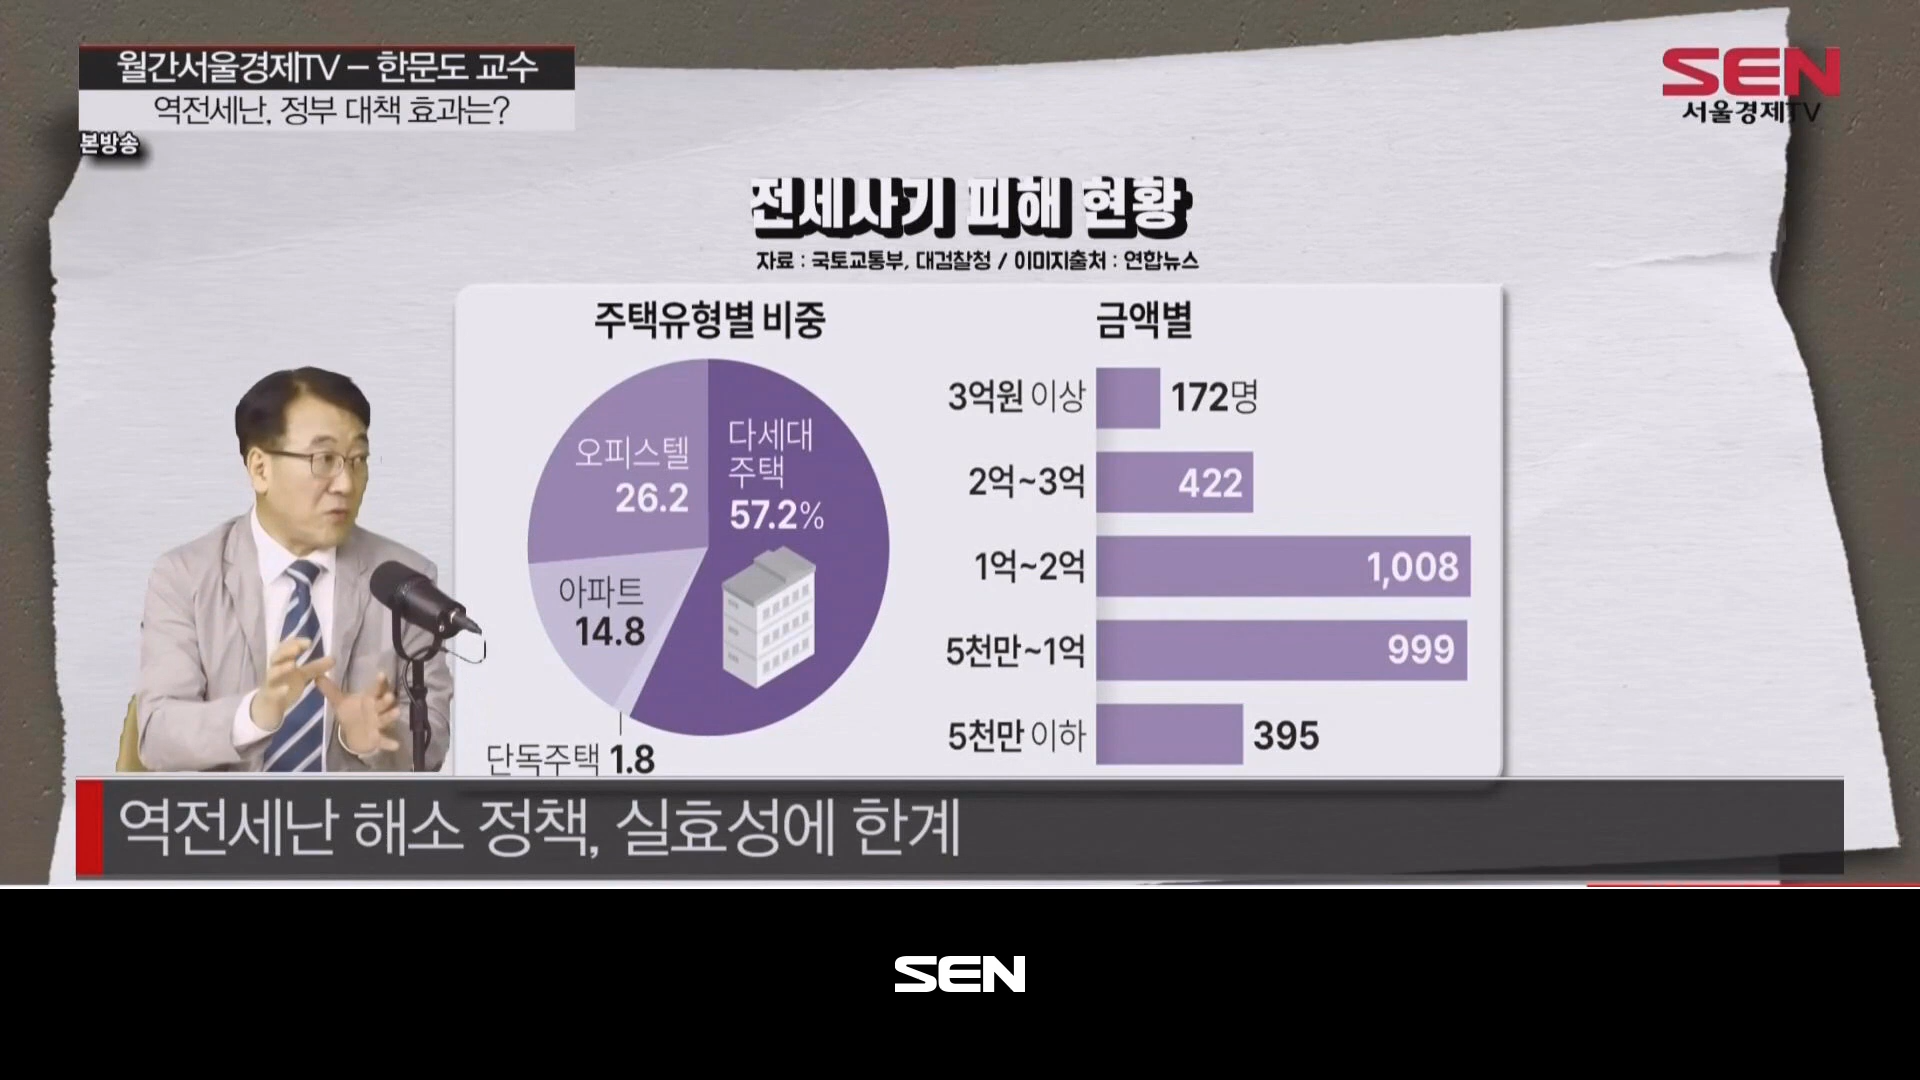 월간서울경제TV – 한문도 교수
역전세난, 정부 대책 효과는?
본방송
SEN
서울경제TV
전세사기 피해 현황
자료 : 국토교통부, 대검찰청 / 이미지출처 : 연합뉴스
주택유형별 비중
오피스텔
26.2
다세대
주택
57.2%
아파트
14.8
단독주택 1.8
금액별
3억원 이상 172명
2억~3억 422
1억~2억 1,008
5천만~1억 999
5천만 이하 395
역전세난 해소 정책, 실효성에 한계
SEN